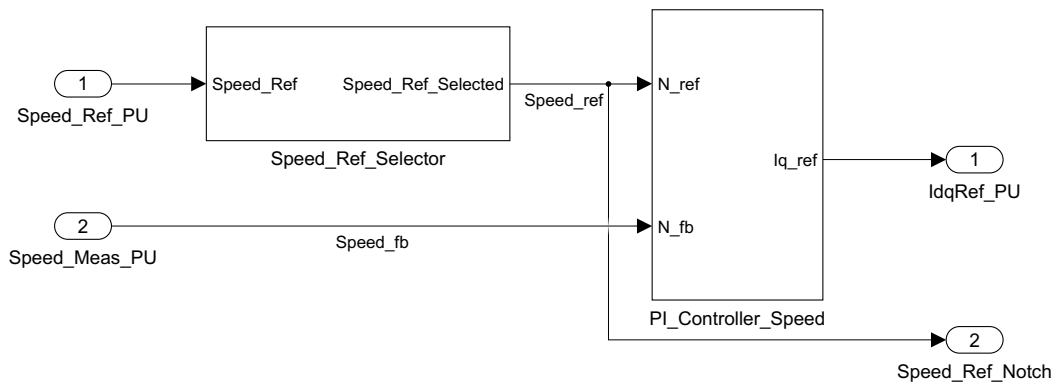 1
Speed_Ref_PU
Speed_Ref
Speed_Ref_Selected
Speed_Ref_Selector
Speed_ref
N_ref
Iq_ref
1
IdqRef_PU
2
Speed_Meas_PU
Speed_fb
N_fb
PI_Controller_Speed
2
Speed_Ref_Notch